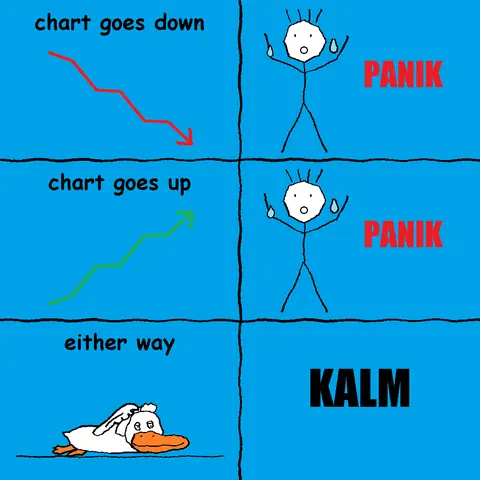 chart goes down
PANIK
chart goes up
PANIK
either way
KALM